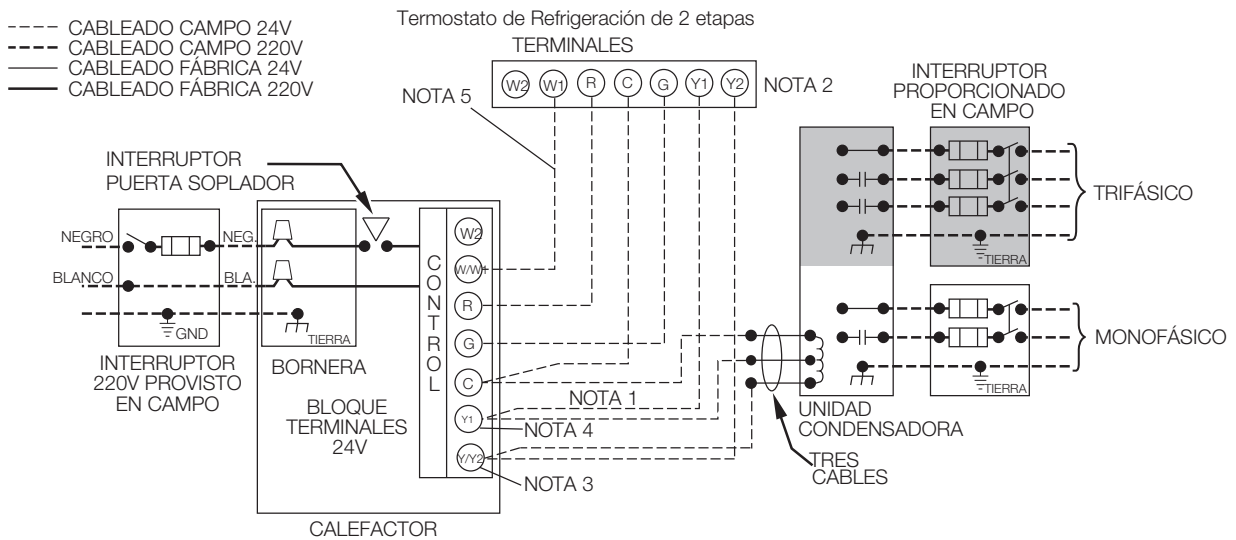 Termostato de Refrigeración de 2 etapas
TERMINALES
CABLEADO CAMPO 24V
CABLEADO CAMPO 220V
CABLEADO FÁBRICA 24V
CABLEADO FÁBRICA 220V
W2 W1 R C G Y1 Y2
NOTA 2
NOTA 5
INTERRUPTOR
PROPORCIONADO
EN CAMPO
TRIFÁSICO
TIERRA
INTERRUPTOR
PUERTA SOPLADOR
NEGRO
NEG.
BLANCO
BLA.
GND
TIERRA
INTERRUPTOR
220V PROVISTO
EN CAMPO
BORNERA
BLOQUE
TERMINALES
24V
CONTROL
W2
W/W1
R
G
C
Y1
Y/Y2
NOTA 1
NOTA 4
NOTA 3
CALEFACTOR
MONOFÁSICO
TIERRA
UNIDAD
CONDENSADORA
TRES
CABLES